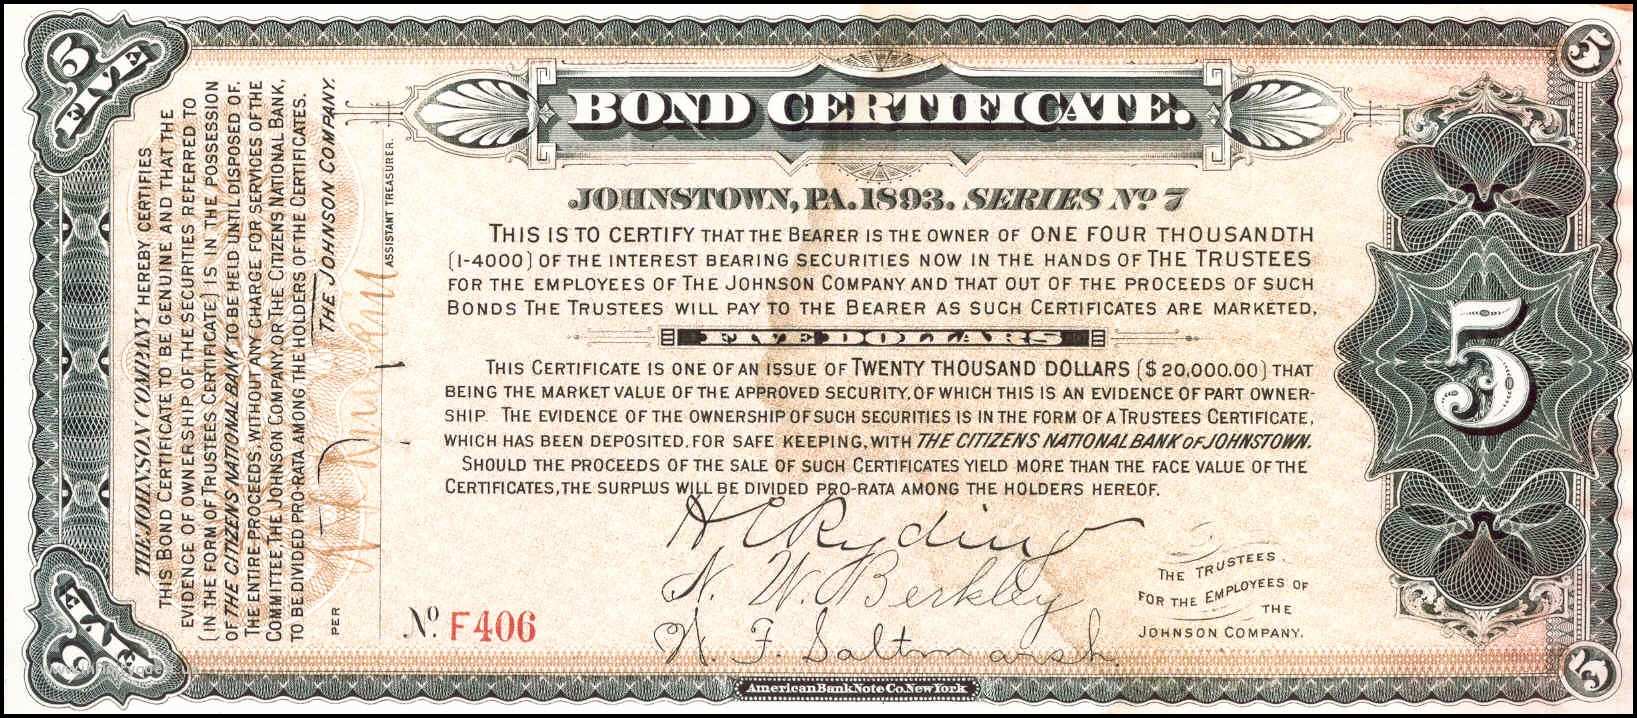 5
FIVE
5
BOND CERTIFICATE.
JOHNSTOWN, PA. 1893. SERIES No. 7
THIS IS TO CERTIFY THAT THE BEARER IS THE OWNER OF ONE FOUR THOUSANDTH
(1-4000) OF THE INTEREST BEARING SECURITIES NOW IN THE HANDS OF THE TRUSTEES
FOR THE EMPLOYEES OF THE JOHNSON COMPANY AND THAT OUT OF THE PROCEEDS OF SUCH
BONDS THE TRUSTEES WILL PAY TO THE BEARER AS SUCH CERTIFICATES ARE MARKETED,
FIVE DOLLARS
THIS CERTIFICATE IS ONE OF AN ISSUE OF TWENTY THOUSAND DOLLARS ($20,000.00) THAT
BEING THE MARKET VALUE OF THE APPROVED SECURITY, OF WHICH THIS IS AN EVIDENCE OF PART OWNER-
SHIP THE EVIDENCE OF THE OWNERSHIP OF SUCH SECURITIES IS IN THE FORM OF A TRUSTEES CERTIFICATE,
WHICH HAS BEEN DEPOSITED, FOR SAFE KEEPING, WITH THE CITIZENS NATIONAL BANK OF JOHNSTOWN.
SHOULD THE PROCEEDS OF THE SALE OF SUCH CERTIFICATES YIELD MORE THAN THE FACE VALUE OF THE
CERTIFICATES, THE SURPLUS WILL BE DIVIDED PRO-RATA AMONG THE HOLDERS HEREOF.
H C Ryding
N. W. Berkley
W. F. Saltmarsh.
THE TRUSTEES
FOR THE EMPLOYEES OF
THE
JOHNSON COMPANY.
No. F406
5
5
FIVE
5
American Bank Note Co. New York
THE JOHNSON COMPANY HEREBY CERTIFIES
THIS BOND CERTIFICATE TO BE GENUINE AND THAT THE
EVIDENCE OF OWNERSHIP OF THE SECURITIES REFERRED TO
(IN THE FORM OF TRUSTEES CERTIFICATE) IS IN THE POSSESSION
OF THE CITIZENS NATIONAL BANK TO BE HELD UNTIL DISPOSED OF.
THE ENTIRE PROCEEDS, WITHOUT ANY CHARGE FOR SERVICES OF THE
COMMITTEE, THE JOHNSON COMPANY, OR THE CITIZENS NATIONAL BANK,
TO BE DIVIDED PRO-RATA AMONG THE HOLDERS OF THE CERTIFICATES.
THE JOHNSON COMPANY.
PER
ASSISTANT TREASURER.